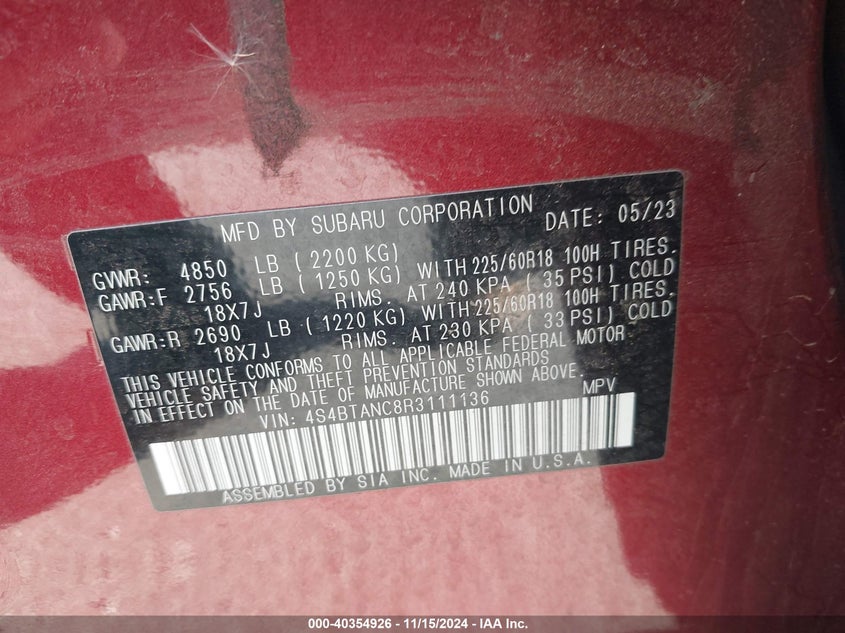 MFD BY SUBARU CORPORATION DATE: 05/23
GVWR: 4850 LB ( 2200 KG)
GAWR:F 2756 LB ( 1250 KG) WITH 225/60R18 100H TIRES.
18X7J RIMS. AT 240 KPA ( 35 PSI) COLD
GAWR:R 2690 LB ( 1220 KG) WITH 225/60R18 100H TIRES.
18X7J RIMS. AT 230 KPA ( 33 PSI) COLD
THIS VEHICLE CONFORMS TO ALL APPLICABLE FEDERAL MOTOR
VEHICLE SAFETY AND THEFT PREVENTION STANDARDS
IN EFFECT ON THE DATE OF MANUFACTURE SHOWN ABOVE.
VIN: 4S4BTANC8R3111136 MPV
ASSEMBLED BY SIA INC. MADE IN U.S.A.
000-40354926 - 11/15/2024 - IAA Inc.